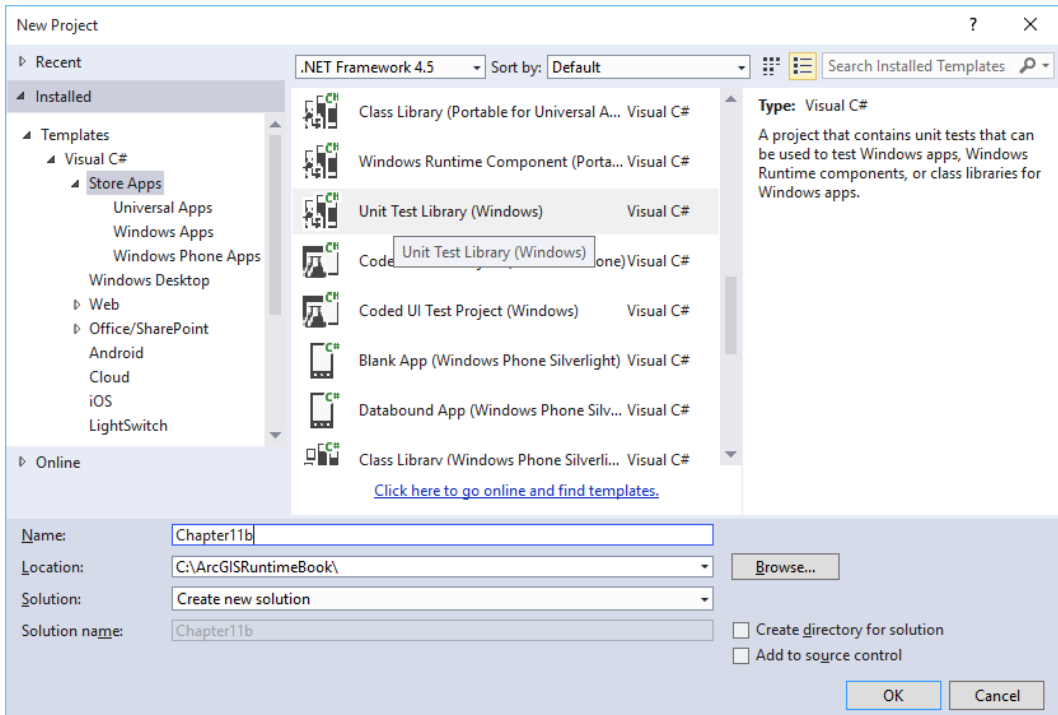 New Project
?
Recent
Installed
Templates
Visual C#
Store Apps
Universal Apps
Windows Apps
Windows Phone Apps
Windows Desktop
Web
Office/SharePoint
Android
Cloud
iOS
LightSwitch
Online
.NET Framework 4.5
Sort by: Default
Search Installed Templates
Class Library (Portable for Universal A... Visual C#
Windows Runtime Component (Porta... Visual C#
Unit Test Library (Windows) Visual C#
Unit Test Library (Windows)
Code one) Visual C#
Coded UI Test Project (Windows) Visual C#
Blank App (Windows Phone Silverlight) Visual C#
Databound App (Windows Phone Silv... Visual C#
Class Library (Windows Phone Silverli... Visual C#
Click here to go online and find templates.
Type: Visual C#
A project that contains unit tests that can
be used to test Windows apps, Windows
Runtime components, or class libraries for
Windows apps.
Name: Chapter11b
Location: C:\ArcGISRuntimeBook\
Browse...
Solution: Create new solution
Solution name: Chapter11b
Create directory for solution
Add to source control
OK
Cancel